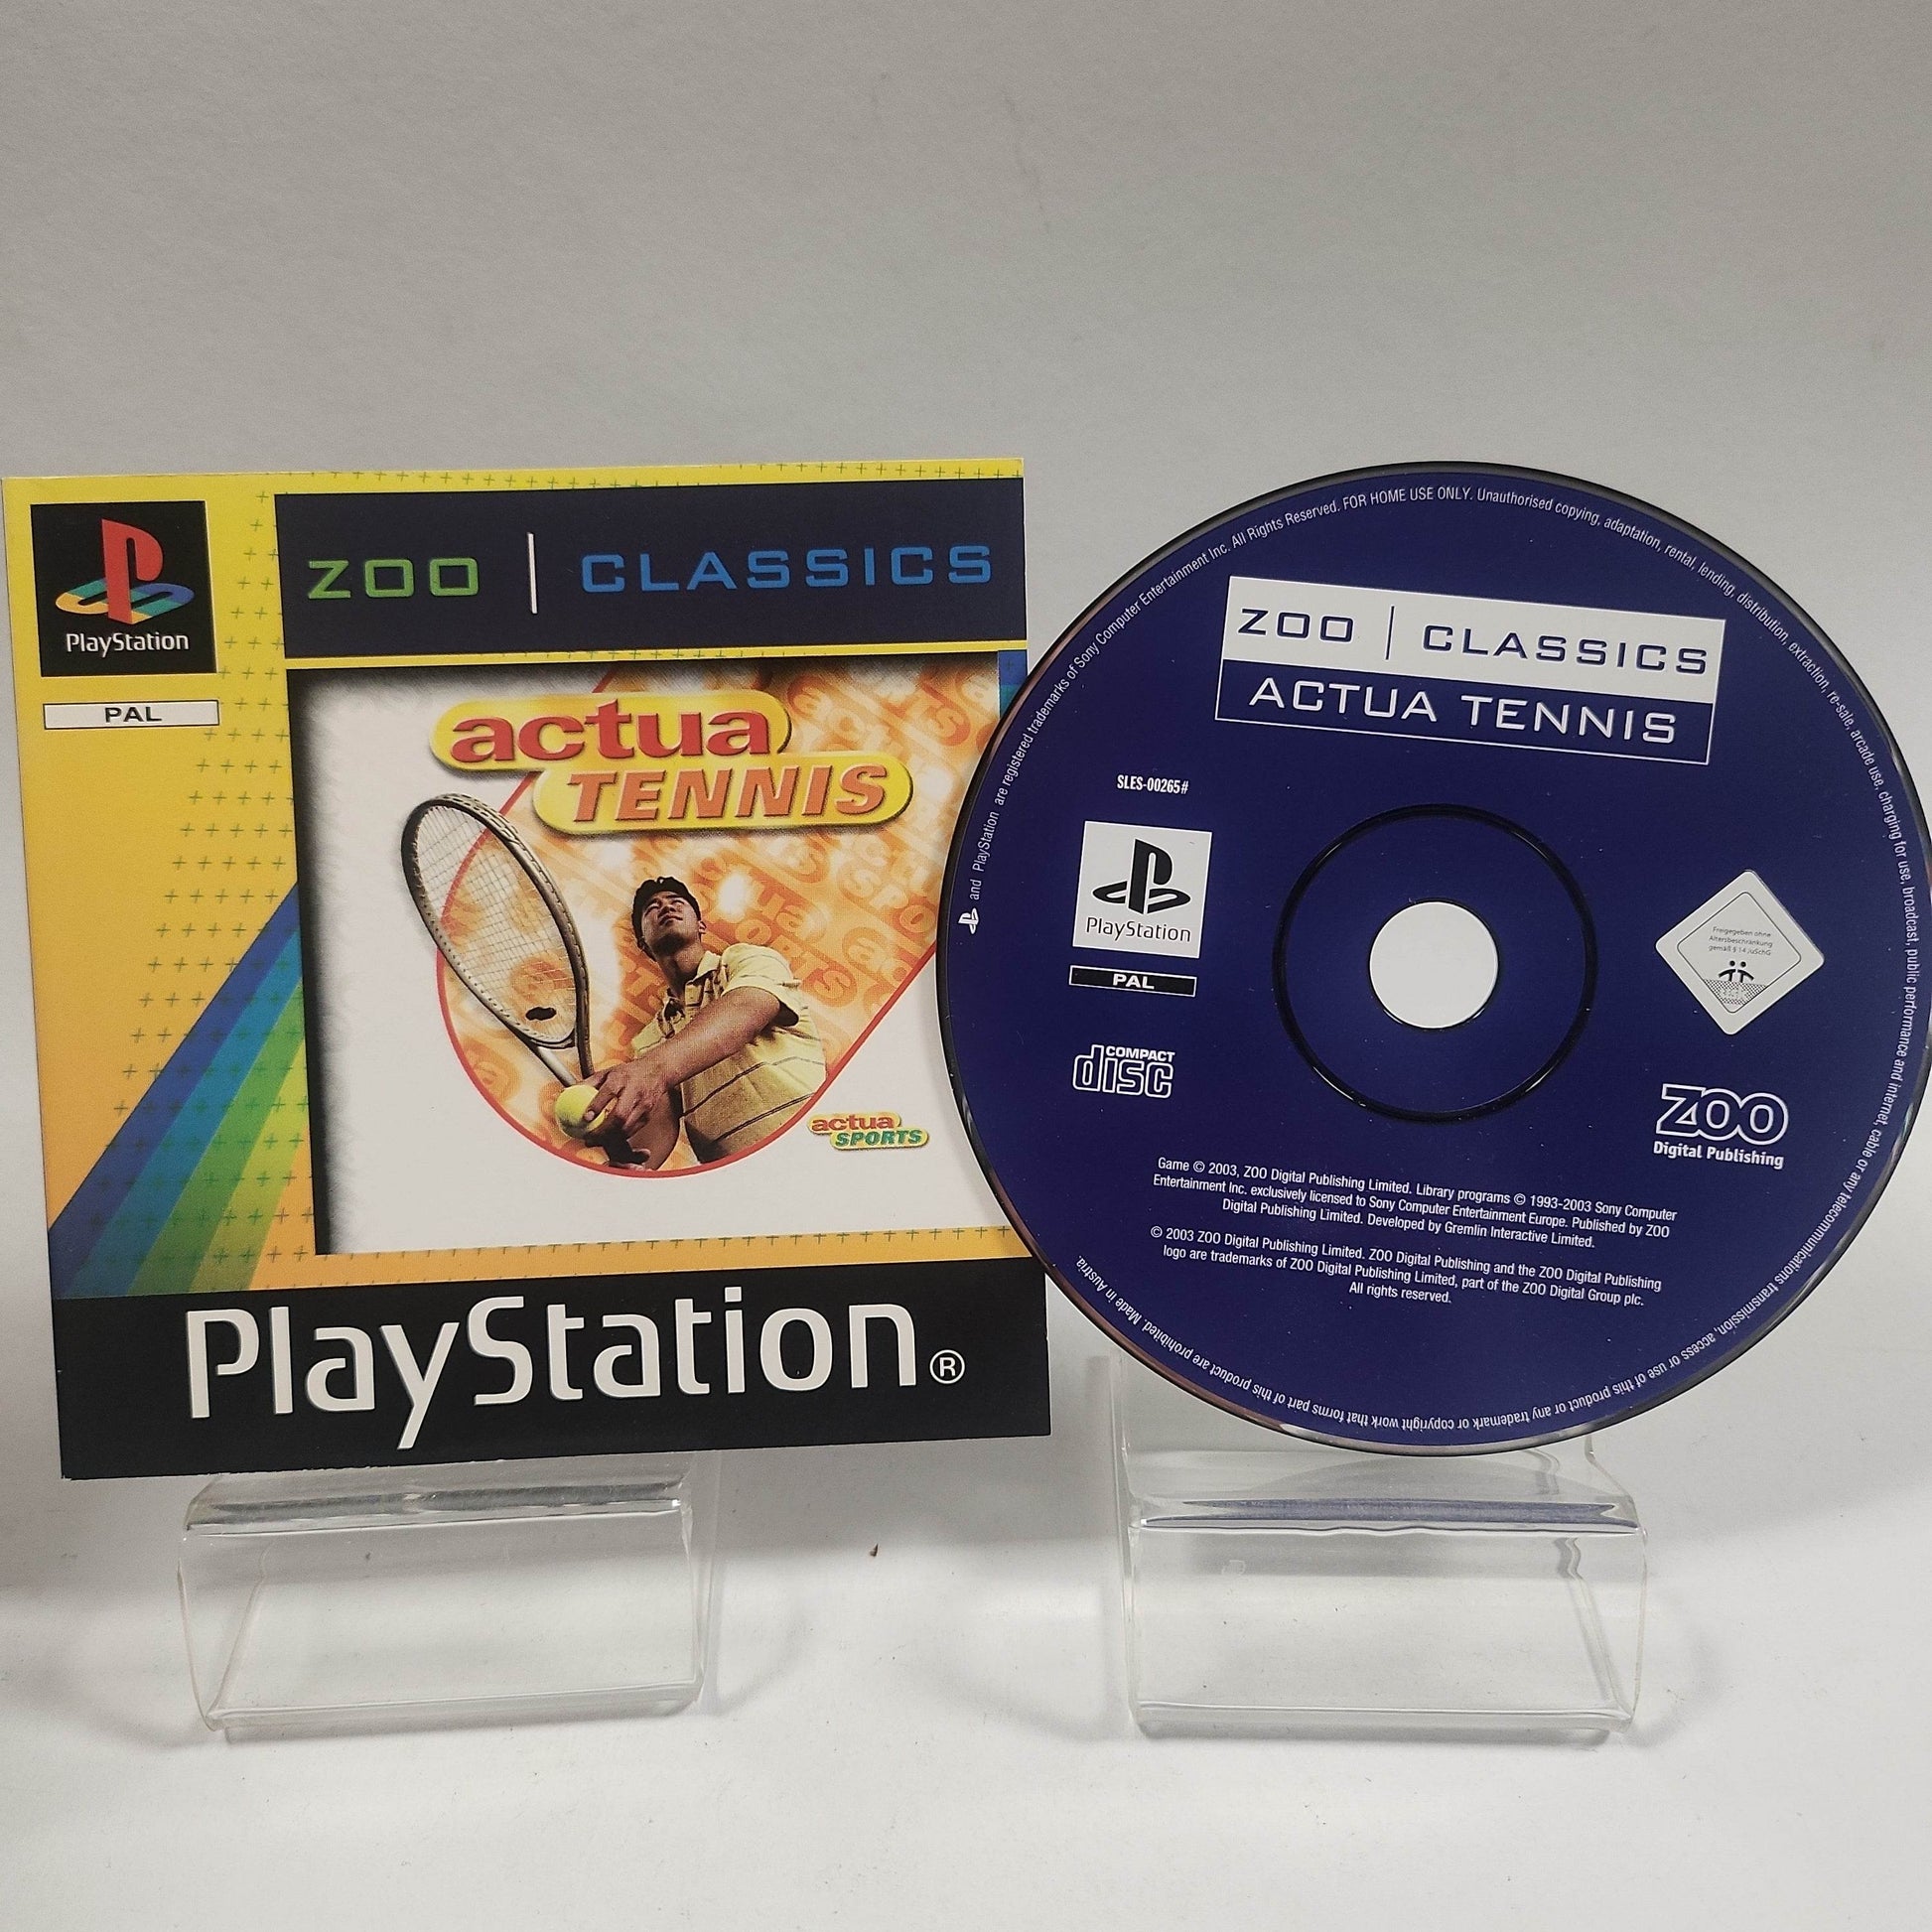 PlayStation
PAL
ZOO | CLASSICS
actua
TENNIS
actua
SPORTS
PlayStation®
and PlayStation are registered trademarks of Sony Computer Entertainment Inc. All Rights Reserved. FOR HOME USE ONLY. Unauthorised copying, adaptation, rental, lending, distribution, extraction, re-sale, arcade use, charging for use, broadcast, public performance and internet, cable or any telecommunications transmission, access or use of this product or any trademark or copyright work that forms part of this product are prohibited. Made in Austria.
ZOO | CLASSICS
ACTUA TENNIS
SLES-00265#
PlayStation
PAL
COMPACT
disc
Freigegeben ohne
Altersbeschränkung
gemäß § 14 JuSchG
ZOO
Digital Publishing
Game © 2003, ZOO Digital Publishing Limited. Library programs © 1993-2003 Sony Computer
Entertainment Inc. exclusively licensed to Sony Computer Entertainment Europe. Published by ZOO
Digital Publishing Limited. Developed by Gremlin Interactive Limited.
© 2003 ZOO Digital Publishing Limited. ZOO Digital Publishing and the ZOO Digital Publishing
logo are trademarks of ZOO Digital Publishing Limited, part of the ZOO Digital Group plc.
All rights reserved.